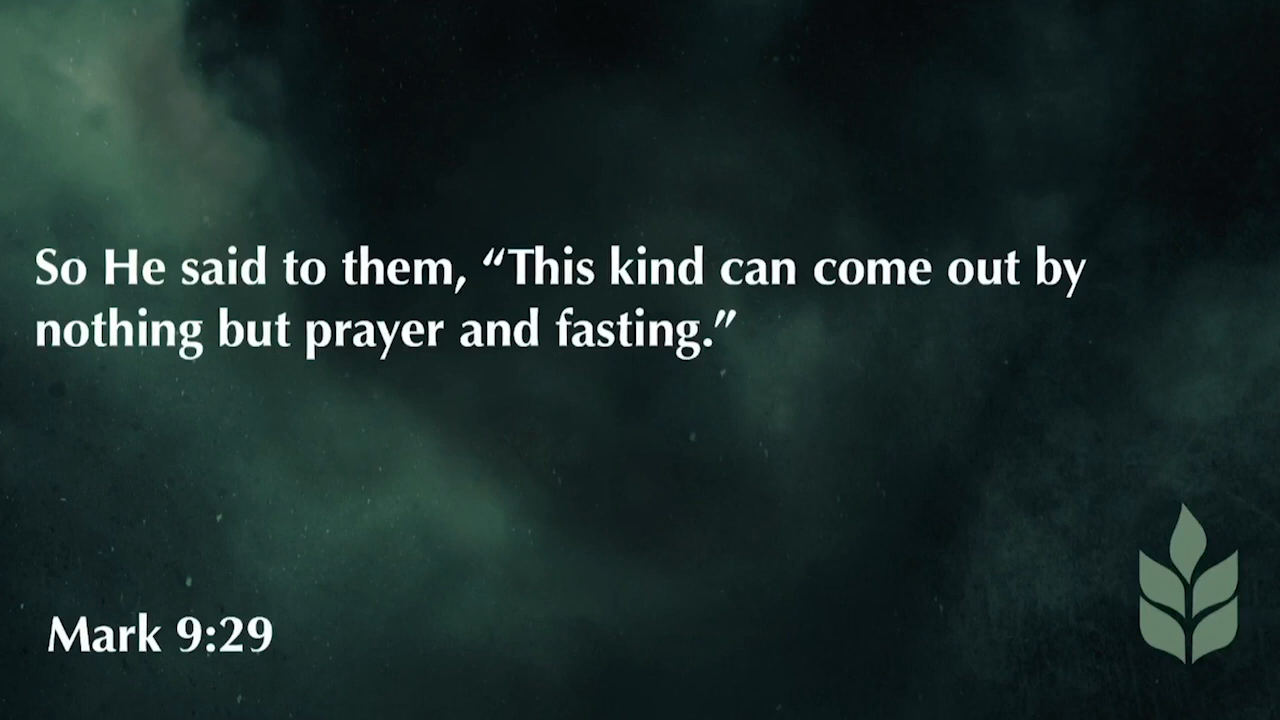 So He said to them, “This kind can come out by
nothing but prayer and fasting.”
Mark 9:29